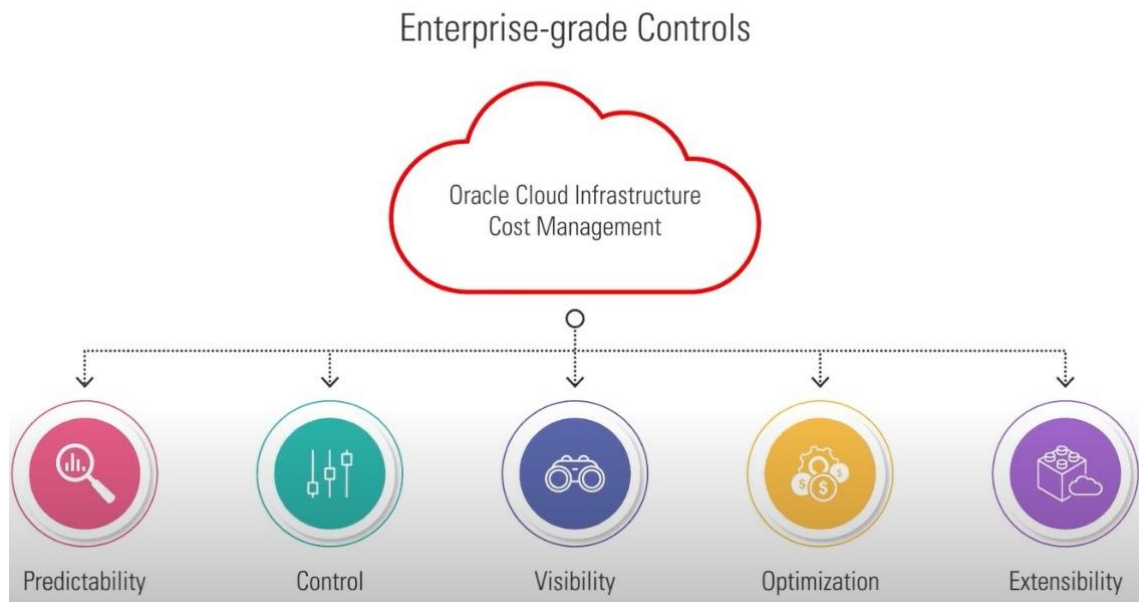 Enterprise-grade Controls
Oracle Cloud Infrastructure
Cost Management
Predictability
Control
Visibility
Optimization
Extensibility